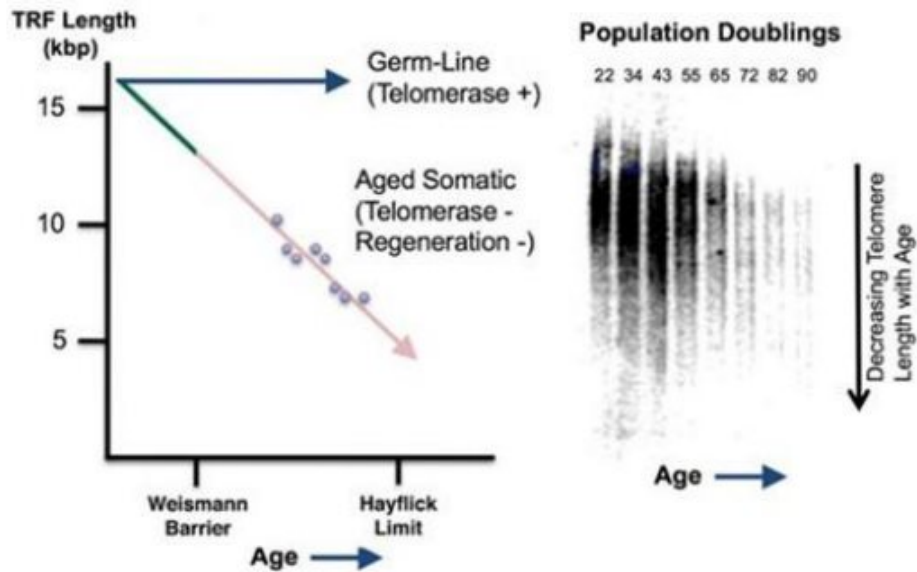 TRF Length
(kbp)
15
10
5
Germ-Line
(Telomerase +)
Aged Somatic
(Telomerase -
Regeneration -)
Weismann
Barrier
Hayflick
Limit
Age
Population Doublings
22 34 43 55 65 72 82 90
Decreasing Telomere
Length with Age
Age